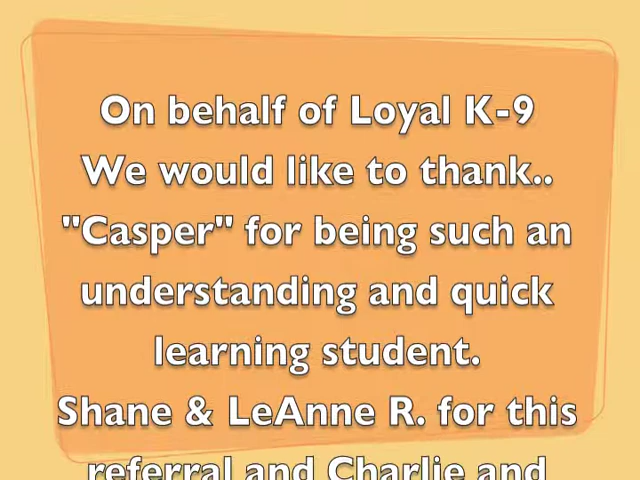 On behalf of Loyal K-9
We would like to thank..
"Casper" for being such an
understanding and quick
learning student.
Shane & LeAnne R. for this
referral and Charlie and